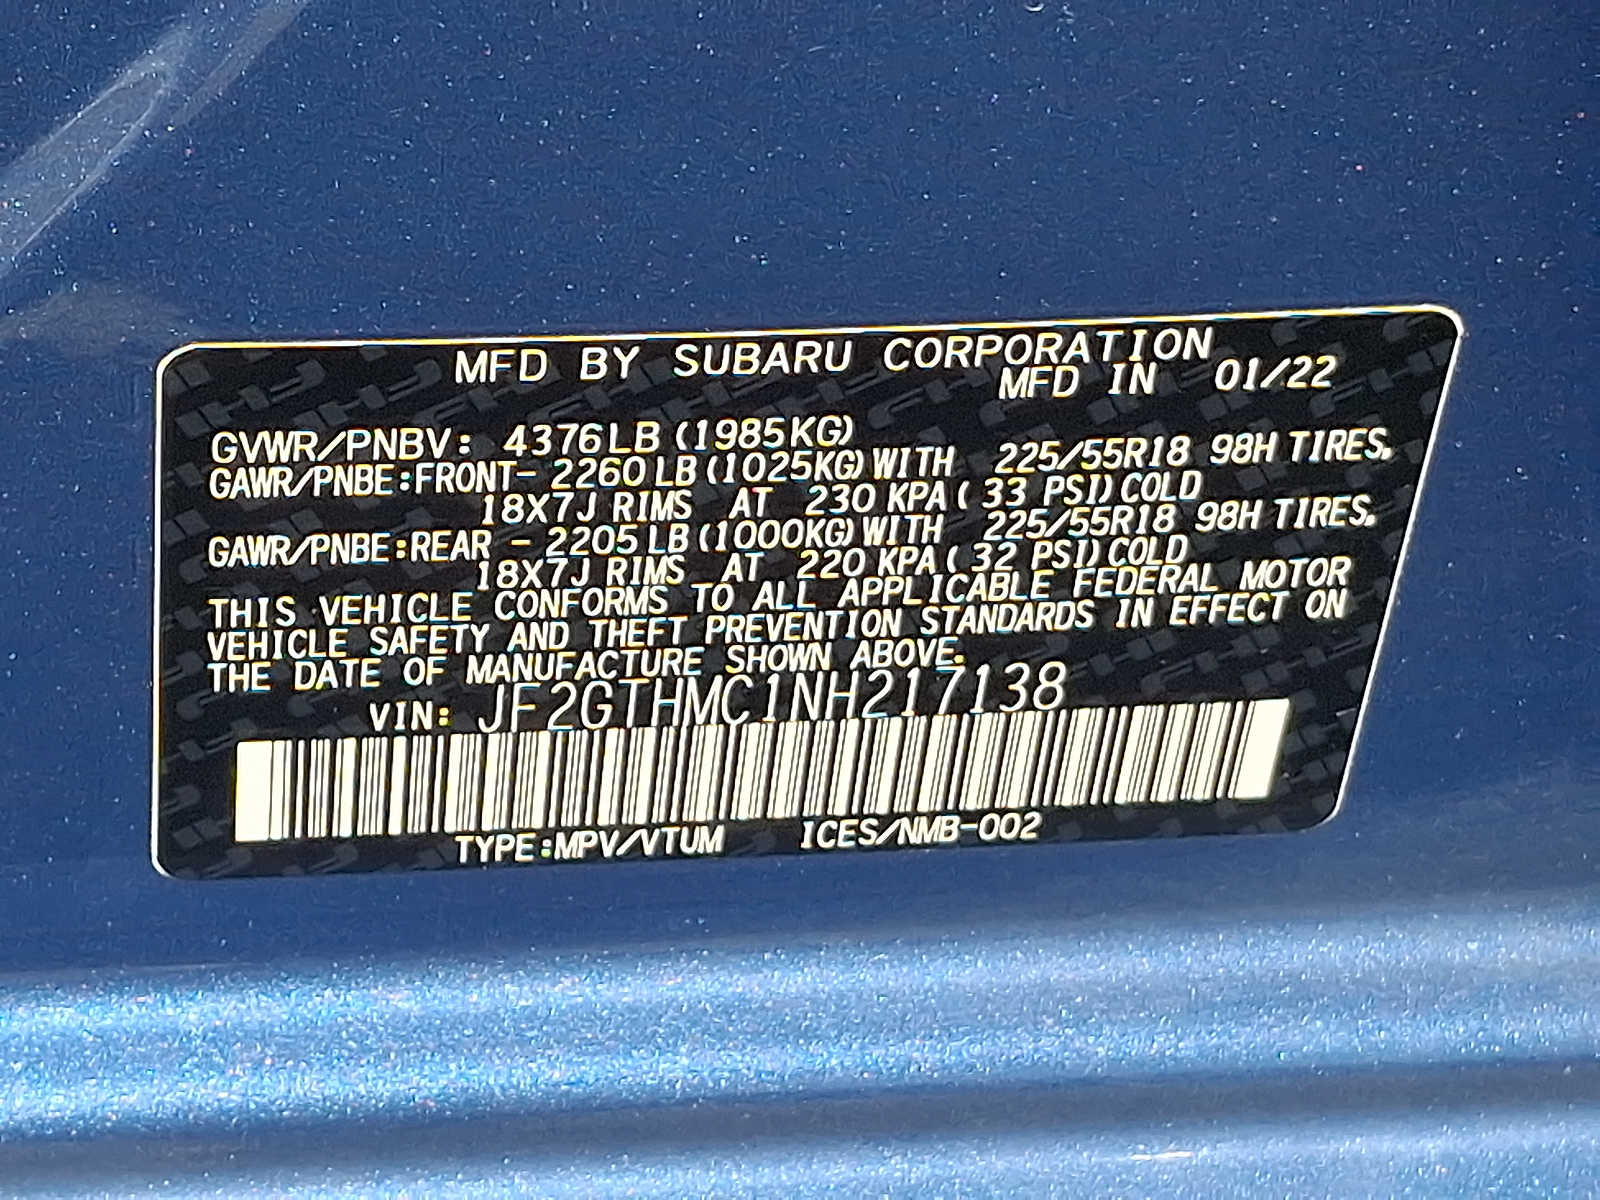 MFD BY SUBARU CORPORATION
MFD IN 01/22
GVWR/PNBV: 4376LB (1985KG)
GAWR/PNBE:FRONT- 2260 LB (1025KG) WITH 225/55R18 98H TIRES.
18X7J RIMS AT 230 KPA ( 33 PSI) COLD
GAWR/PNBE:REAR - 2205 LB (1000KG) WITH 225/55R18 98H TIRES.
18X7J RIMS AT 220 KPA ( 32 PSI) COLD
THIS VEHICLE CONFORMS TO ALL APPLICABLE FEDERAL MOTOR
VEHICLE SAFETY AND THEFT PREVENTION STANDARDS IN EFFECT ON
THE DATE OF MANUFACTURE SHOWN ABOVE.
VIN: JF2GTHMC1NH217138
TYPE:MPV/VTUM ICES/NMB-002